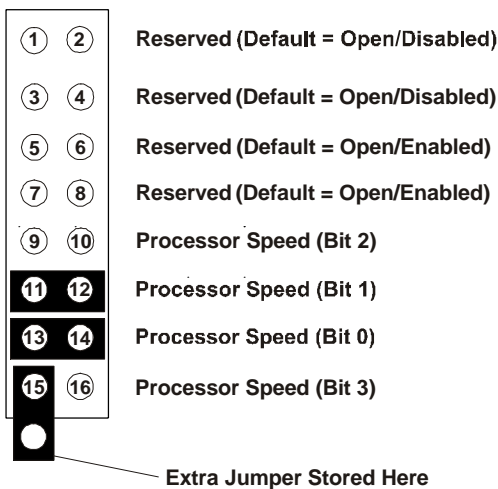 1 2 Reserved (Default = Open/Disabled)
3 4 Reserved (Default = Open/Disabled)
5 6 Reserved (Default = Open/Enabled)
7 8 Reserved (Default = Open/Enabled)
9 10 Processor Speed (Bit 2)
11 12 Processor Speed (Bit 1)
13 14 Processor Speed (Bit 0)
15 16 Processor Speed (Bit 3)
Extra Jumper Stored Here